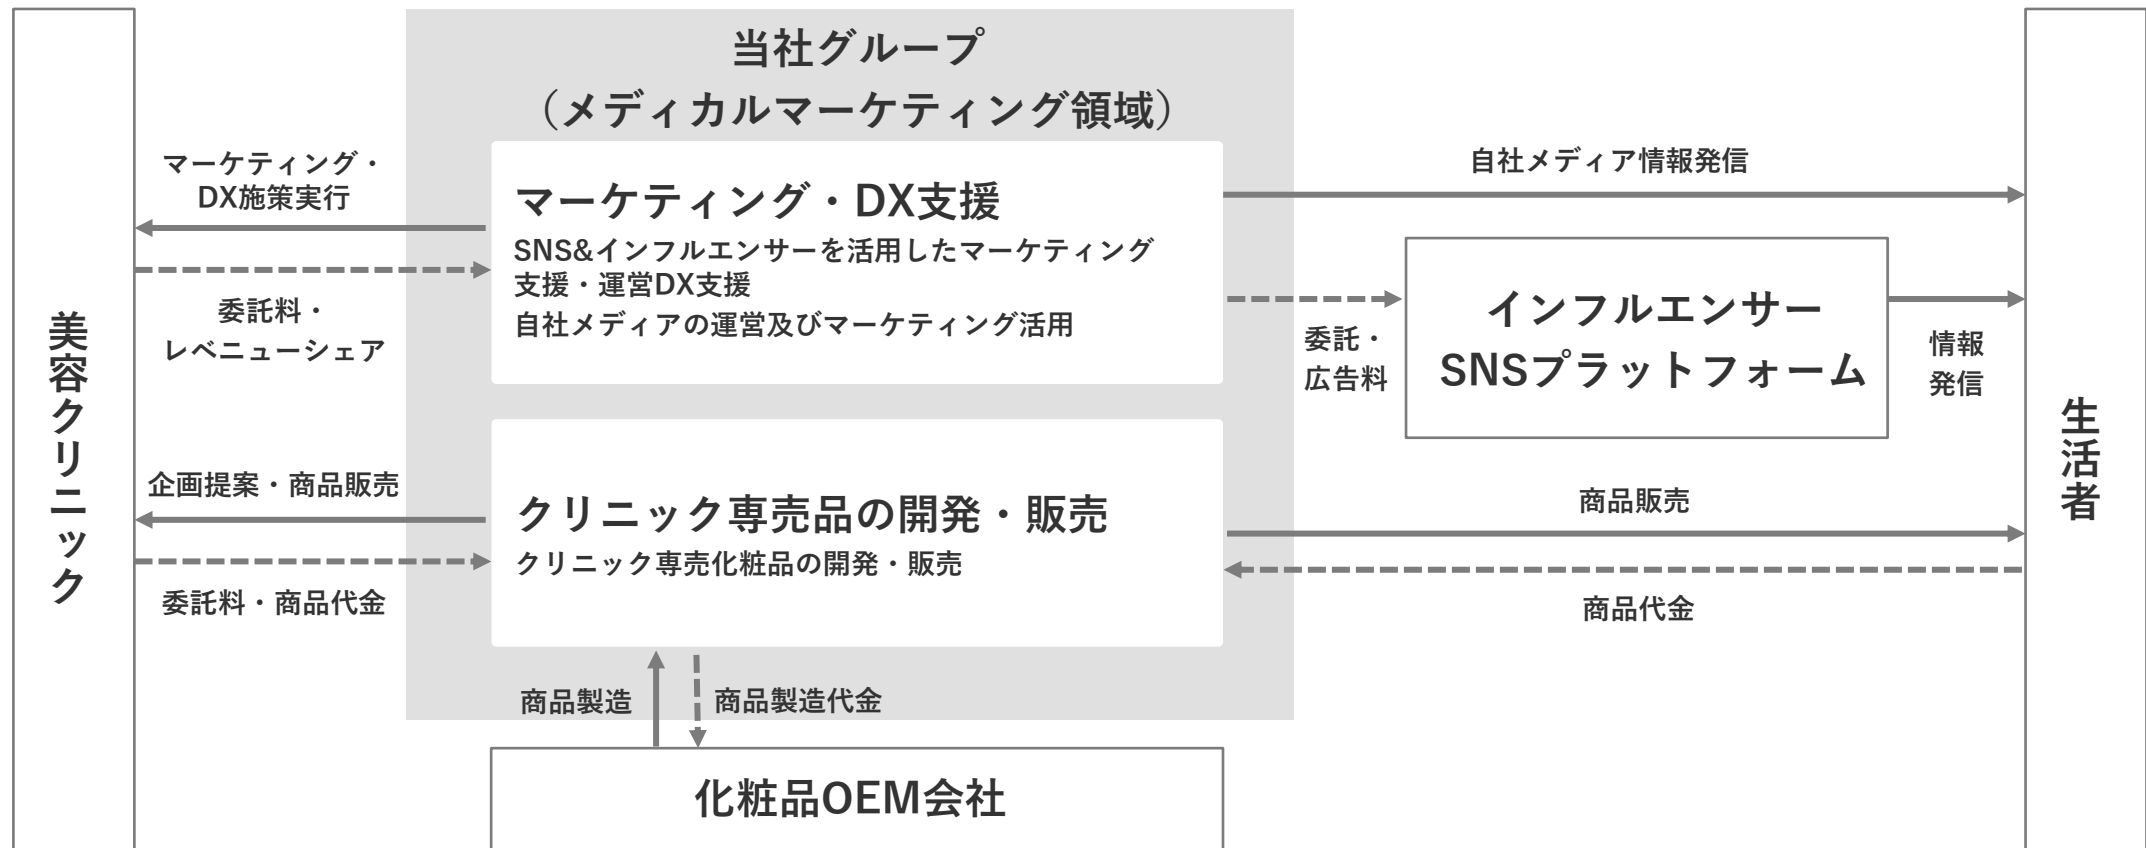 当社グループ
（メディカルマーケティング領域）
美容クリニック
マーケティング・
DX施策実行
委託料・
レベニューシェア
マーケティング・DX支援
SNS&インフルエンサーを活用したマーケティング
支援・運営DX支援
自社メディアの運営及びマーケティング活用
自社メディア情報発信
委託・
広告料
インフルエンサー
SNSプラットフォーム
情報
発信
生活者
企画提案・商品販売
委託料・商品代金
クリニック専売品の開発・販売
クリニック専売化粧品の開発・販売
商品販売
商品代金
商品製造
商品製造代金
化粧品OEM会社